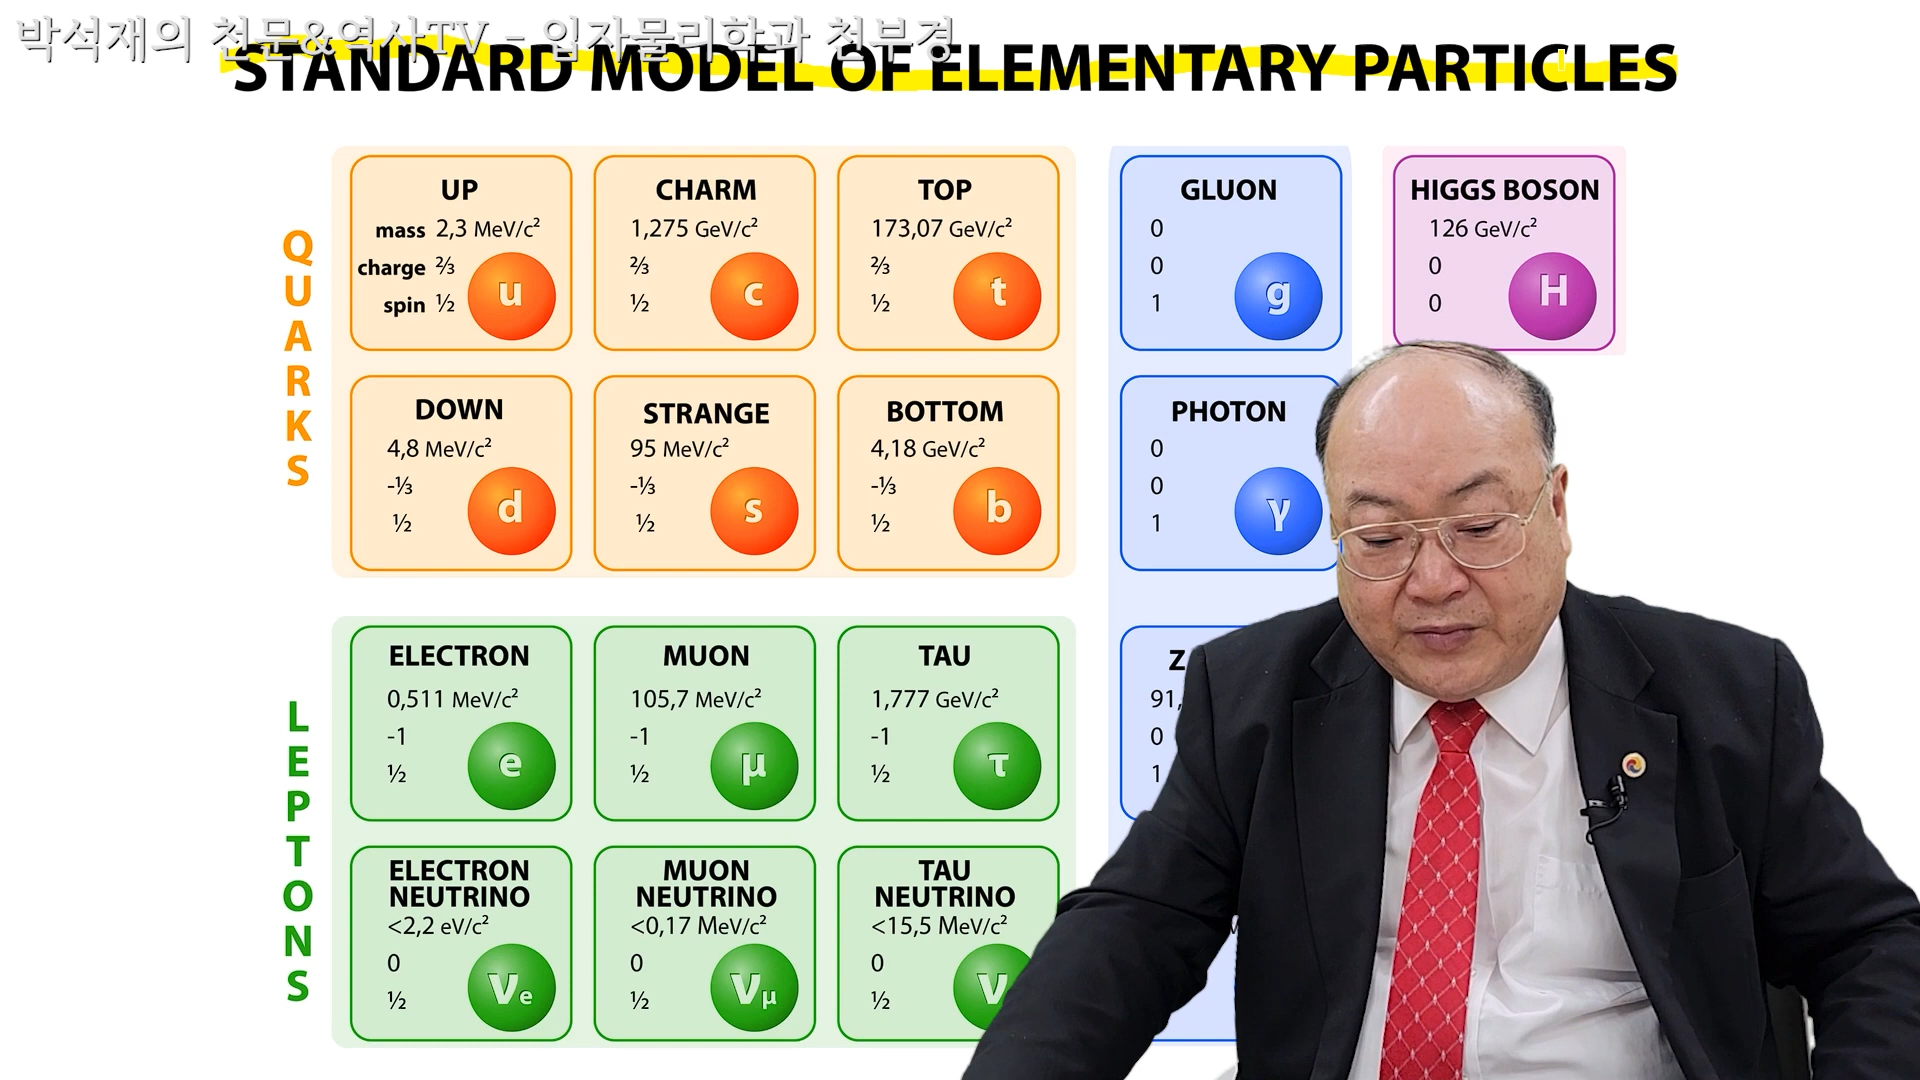 박석재의 천문&역사TV - 입자물리학과 천부경
STANDARD MODEL OF ELEMENTARY PARTICLES
QUARKS
UP
mass 2,3 MeV/c²
charge ⅔
spin ½
u
CHARM
1,275 GeV/c²
⅔
½
c
TOP
173,07 GeV/c²
⅔
½
t
GLUON
0
0
1
g
HIGGS BOSON
126 GeV/c²
0
0
H
DOWN
4,8 MeV/c²
-⅓
½
d
STRANGE
95 MeV/c²
-⅓
½
s
BOTTOM
4,18 GeV/c²
-⅓
½
b
PHOTON
0
0
1
γ
LEPTONS
ELECTRON
0,511 MeV/c²
-1
½
e
MUON
105,7 MeV/c²
-1
½
μ
TAU
1,777 GeV/c²
-1
½
τ
Z
91,
0
1
ELECTRON
NEUTRINO
<2,2 eV/c²
0
½
νe
MUON
NEUTRINO
<0,17 MeV/c²
0
½
νμ
TAU
NEUTRINO
<15,5 MeV/c²
0
½
ν